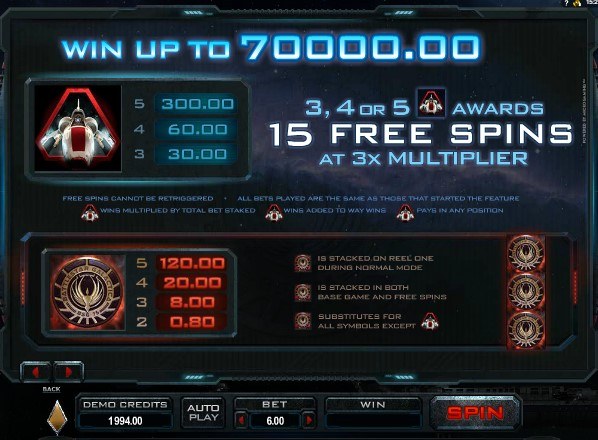 15:2
?
WIN UP TO 70000.00
5 300.00
4 60.00
3 30.00
3, 4 OR 5 AWARDS
15 FREE SPINS
AT 3X MULTIPLIER
FREE SPINS CANNOT BE RETRIGGERED • ALL BETS PLAYED ARE THE SAME AS THOSE THAT STARTED THE FEATURE
WINS MULTIPLIED BY TOTAL BET STAKED WINS ADDED TO WAY WINS PAYS IN ANY POSITION
5 120.00
4 20.00
3 8.00
2 0.80
IS STACKED ON REEL ONE
DURING NORMAL MODE
IS STACKED IN BOTH
BASE GAME AND FREE SPINS
SUBSTITUTES FOR
ALL SYMBOLS EXCEPT
BACK
DEMO CREDITS
1994.00
AUTO
PLAY
BET
6.00
WIN
SPIN